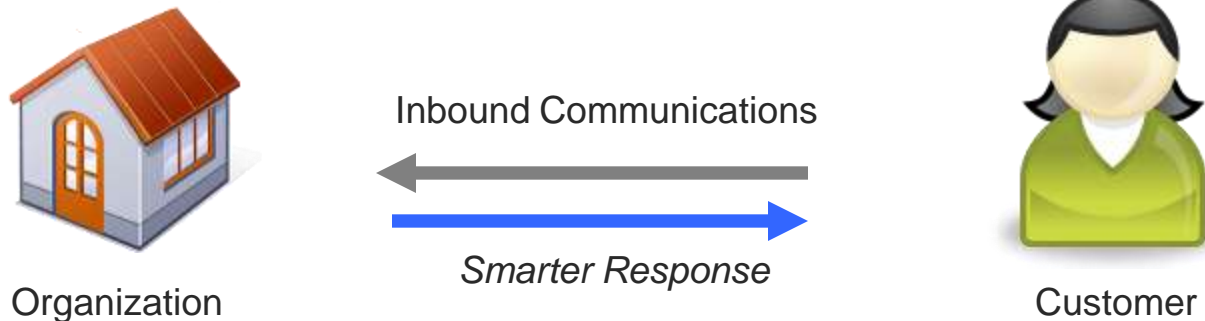 Inbound Communications
Smarter Response
Organization
Customer